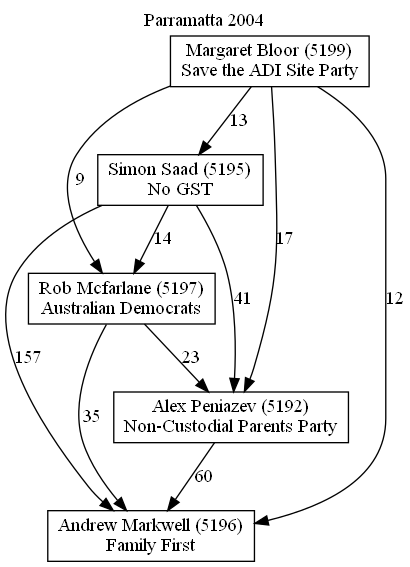 Parramatta 2004
Margaret Bloor (5199)
Save the ADI Site Party
13
Simon Saad (5195)
No GST
9
14
17
Rob Mcfarlane (5197)
Australian Democrats
41
12
157
23
Alex Peniazev (5192)
Non-Custodial Parents Party
35
60
Andrew Markwell (5196)
Family First